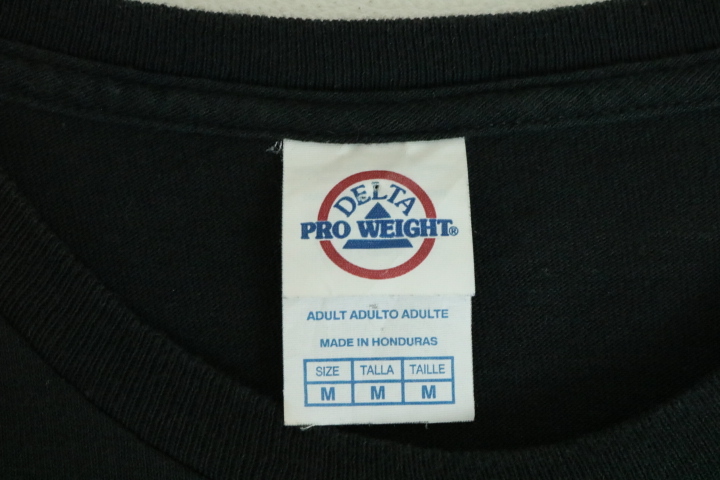 DELTA
PRO WEIGHT®
ADULT ADULTO ADULTE
MADE IN HONDURAS
SIZE TALLA TAILLE
M M M